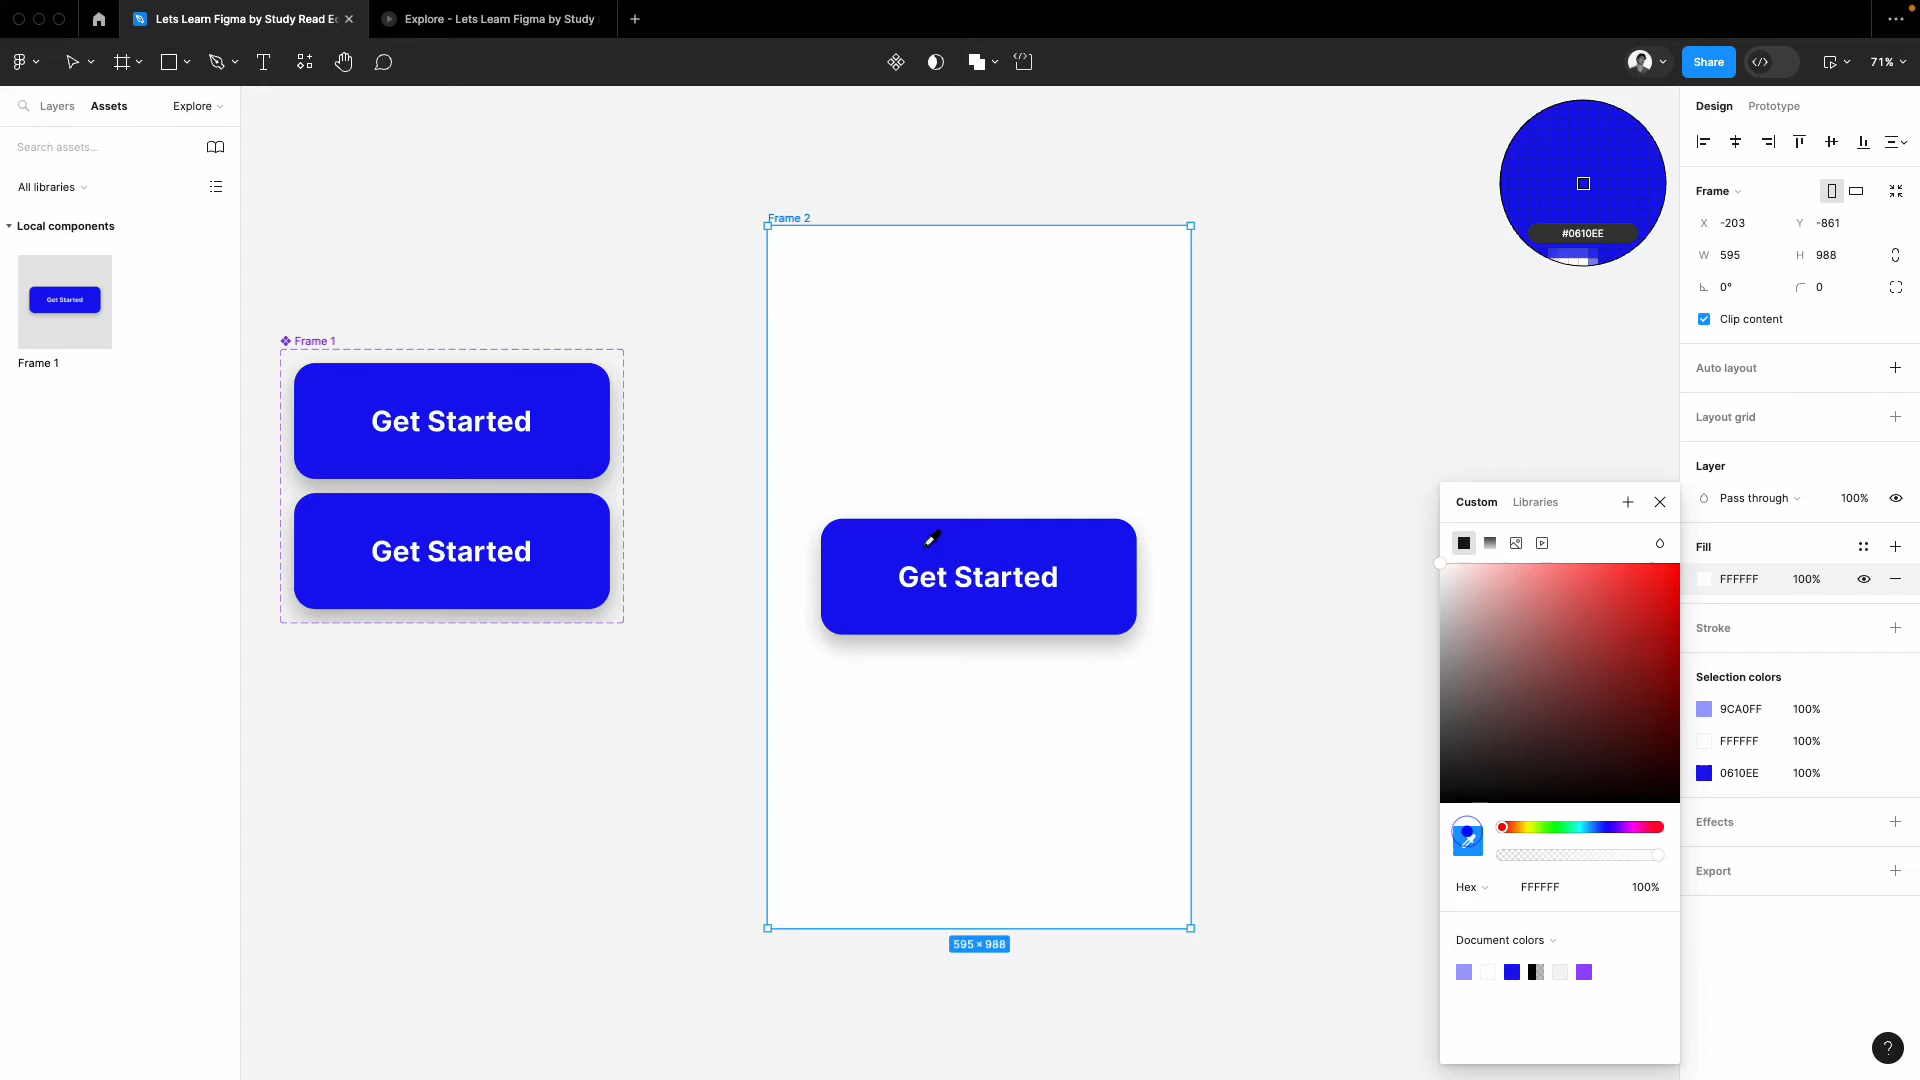 Lets Learn Figma by Study Read Ec
Explore - Lets Learn Figma by Study
Share
71%
Layers
Assets
Explore
Search assets...
All libraries
Local components
Get Started
Frame 1
Frame 1
Get Started
Get Started
Frame 2
Get Started
595 × 988
#0610EE
Design
Prototype
Frame
X -203
Y -861
W 595
H 988
0°
0
Clip content
Auto layout
Layout grid
Layer
Pass through
100%
Fill
FFFFFF
100%
Stroke
Selection colors
9CA0FF 100%
FFFFFF 100%
0610EE 100%
Effects
Export
Custom
Libraries
Hex
FFFFFF
100%
Document colors
?